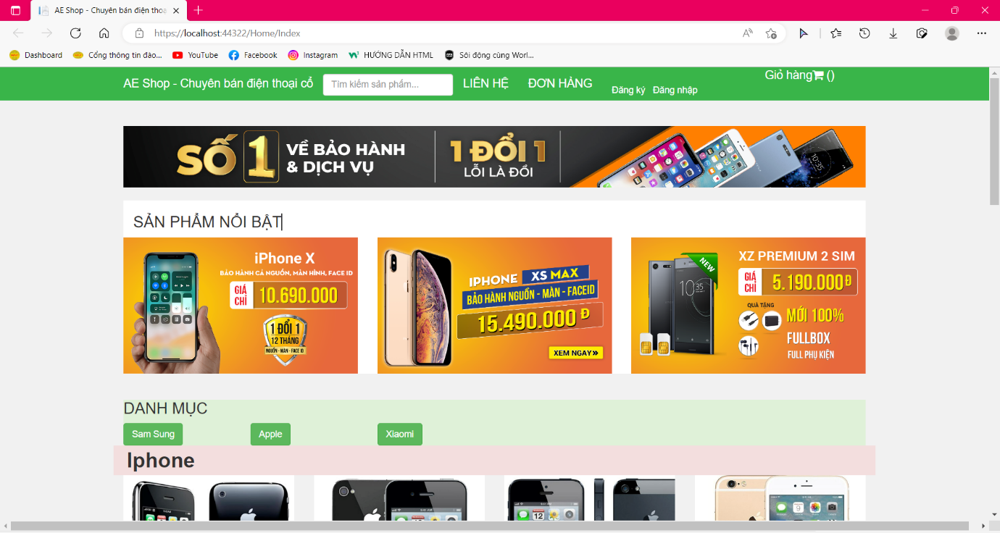 AE Shop - Chuyên bán điện thoạ
https://localhost:44322/Home/Index
Dashboard
Cổng thông tin đào...
YouTube
Facebook
Instagram
HƯỚNG DẪN HTML
Sôi động cùng Worl...
AE Shop - Chuyên bán điện thoại cổ
Tìm kiếm sản phẩm...
LIÊN HỆ
ĐƠN HÀNG
Đăng ký
Đăng nhập
Giỏ hàng ()
SỐ 1
VỀ BẢO HÀNH
& DỊCH VỤ
1 ĐỔI 1
LỖI LÀ ĐỔI
SẢN PHẨM NỔI BẬT
iPhone X
BẢO HÀNH CẢ NGUỒN, MÀN HÌNH, FACE ID
GIÁ CHỈ
10.690.000
1 ĐỔI 1
12 THÁNG
NGUỒN - MÀN - FACE ID
IPHONE XS MAX
BẢO HÀNH NGUỒN - MÀN - FACEID
15.490.000 Đ
XEM NGAY
NEW
XZ PREMIUM 2 SIM
GIÁ CHỈ
5.190.000Đ
QUÀ TẶNG
MỚI 100%
FULLBOX
FULL PHỤ KIỆN
DANH MỤC
Sam Sung
Apple
Xiaomi
Iphone